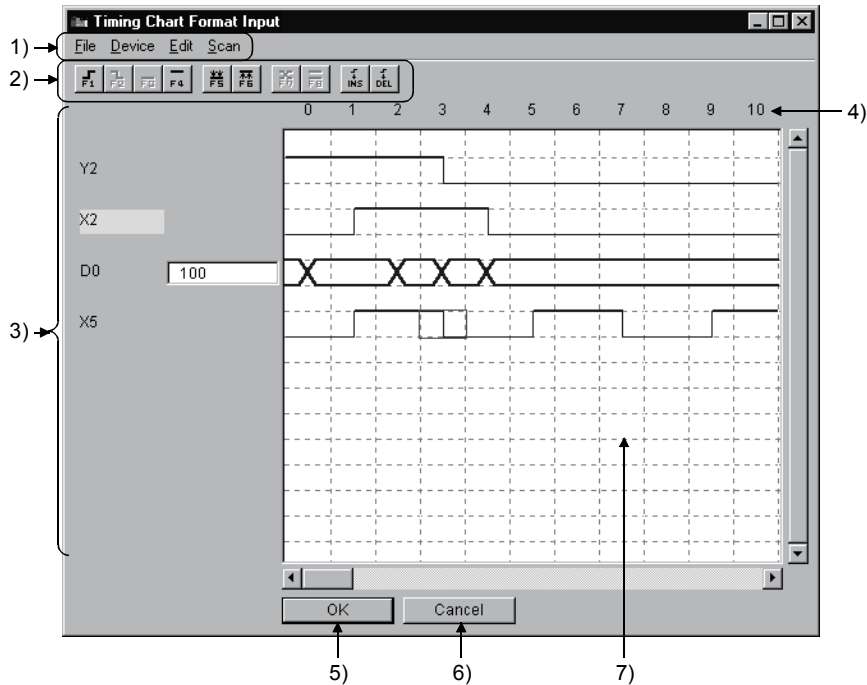 Timing Chart Format Input
1)
File Device Edit Scan
2)
F1 F2 F3 F4 F5 F6 F7 F8 INS DEL
0 1 2 3 4 5 6 7 8 9 10
4)
Y2
X2
D0 100
X5
3)
OK Cancel
5) 6) 7)